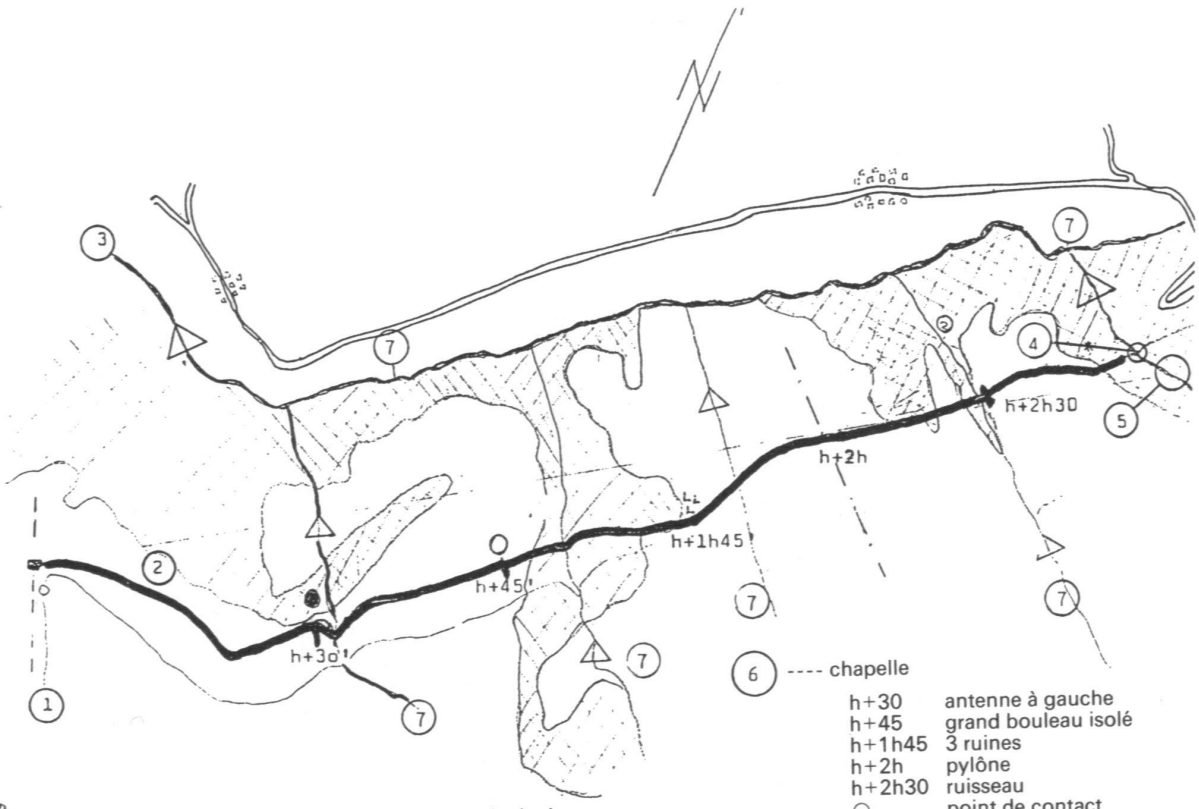 N
3
7
7
4
5
h+2h30
h+2h
2
h+1h45
h+45'
h+30'
7
7
7
7
1
6 ---- chapelle
h+30 antenne à gauche
h+45 grand bouleau isolé
h+1h45 3 ruines
h+2h pylône
h+2h30 ruisseau
point de contact